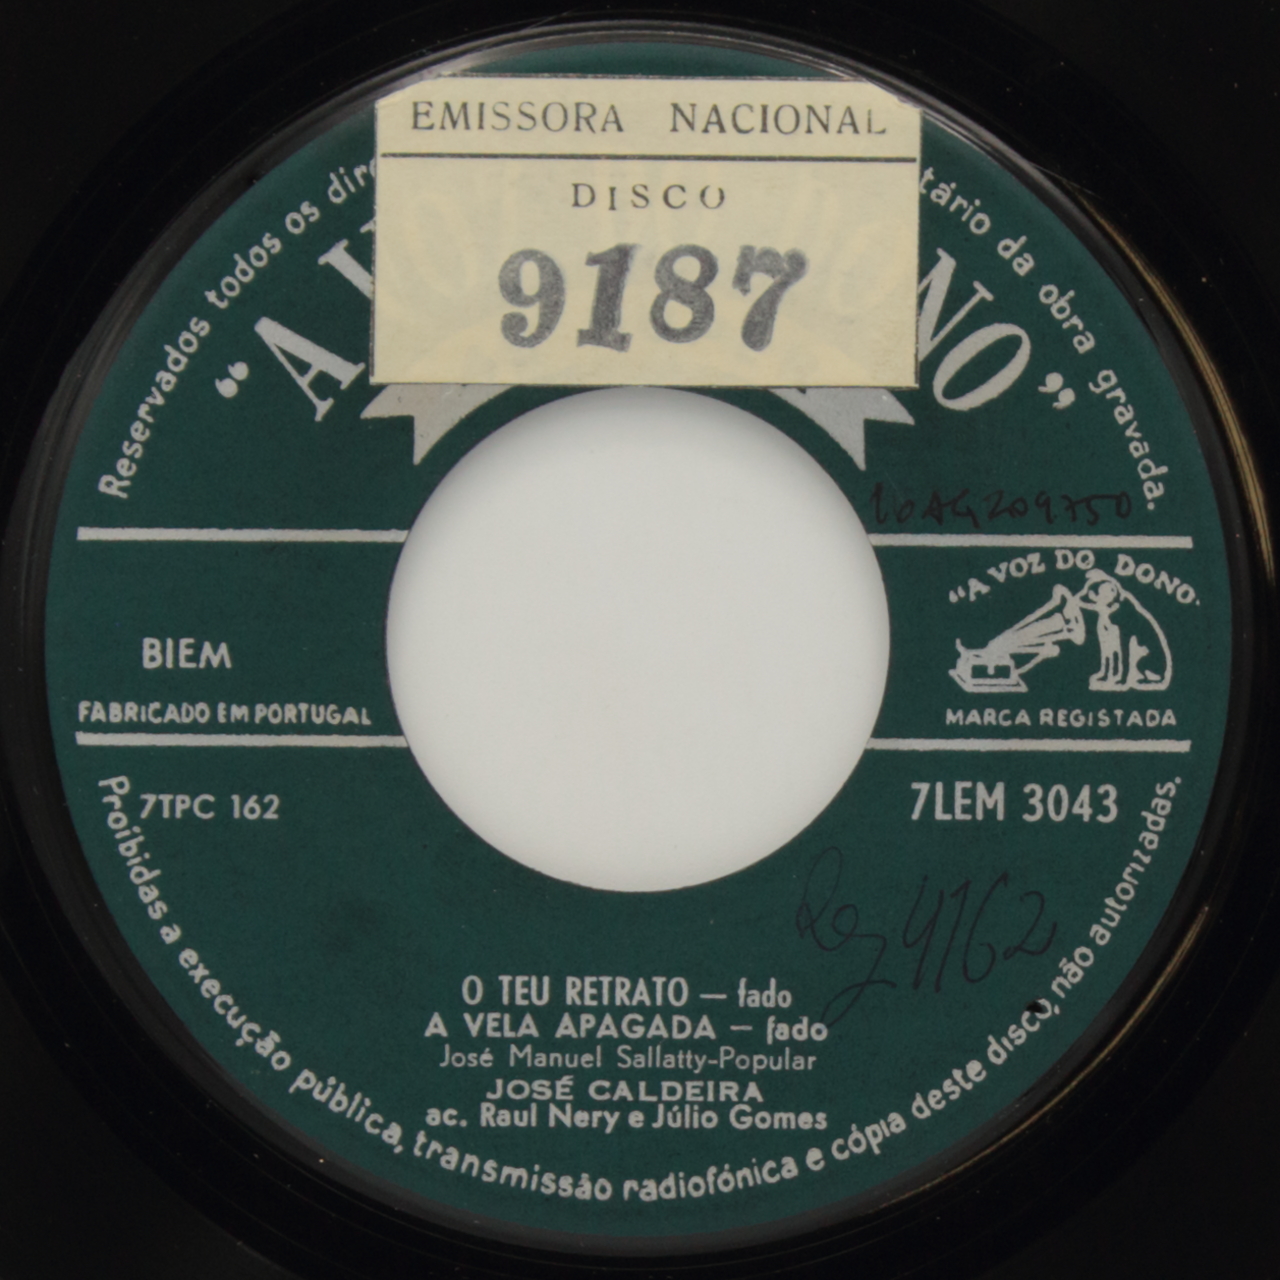 EMISSORA NACIONAL
DISCO
9187
Reservados todos os
tário da obra gravada.
"A
NO"
10AG209750
"A VOZ DO DONO"
BIEM
FABRICADO EM PORTUGAL
MARCA REGISTADA
7TPC 162
7LEM 3043
4162
O TEU RETRATO — fado
A VELA APAGADA — fado
José Manuel Sallatty-Popular
JOSÉ CALDEIRA
ac. Raul Nery e Júlio Gomes
Proibidas a execução pública, transmissão radiofónica e cópia deste disco, não autorizadas.